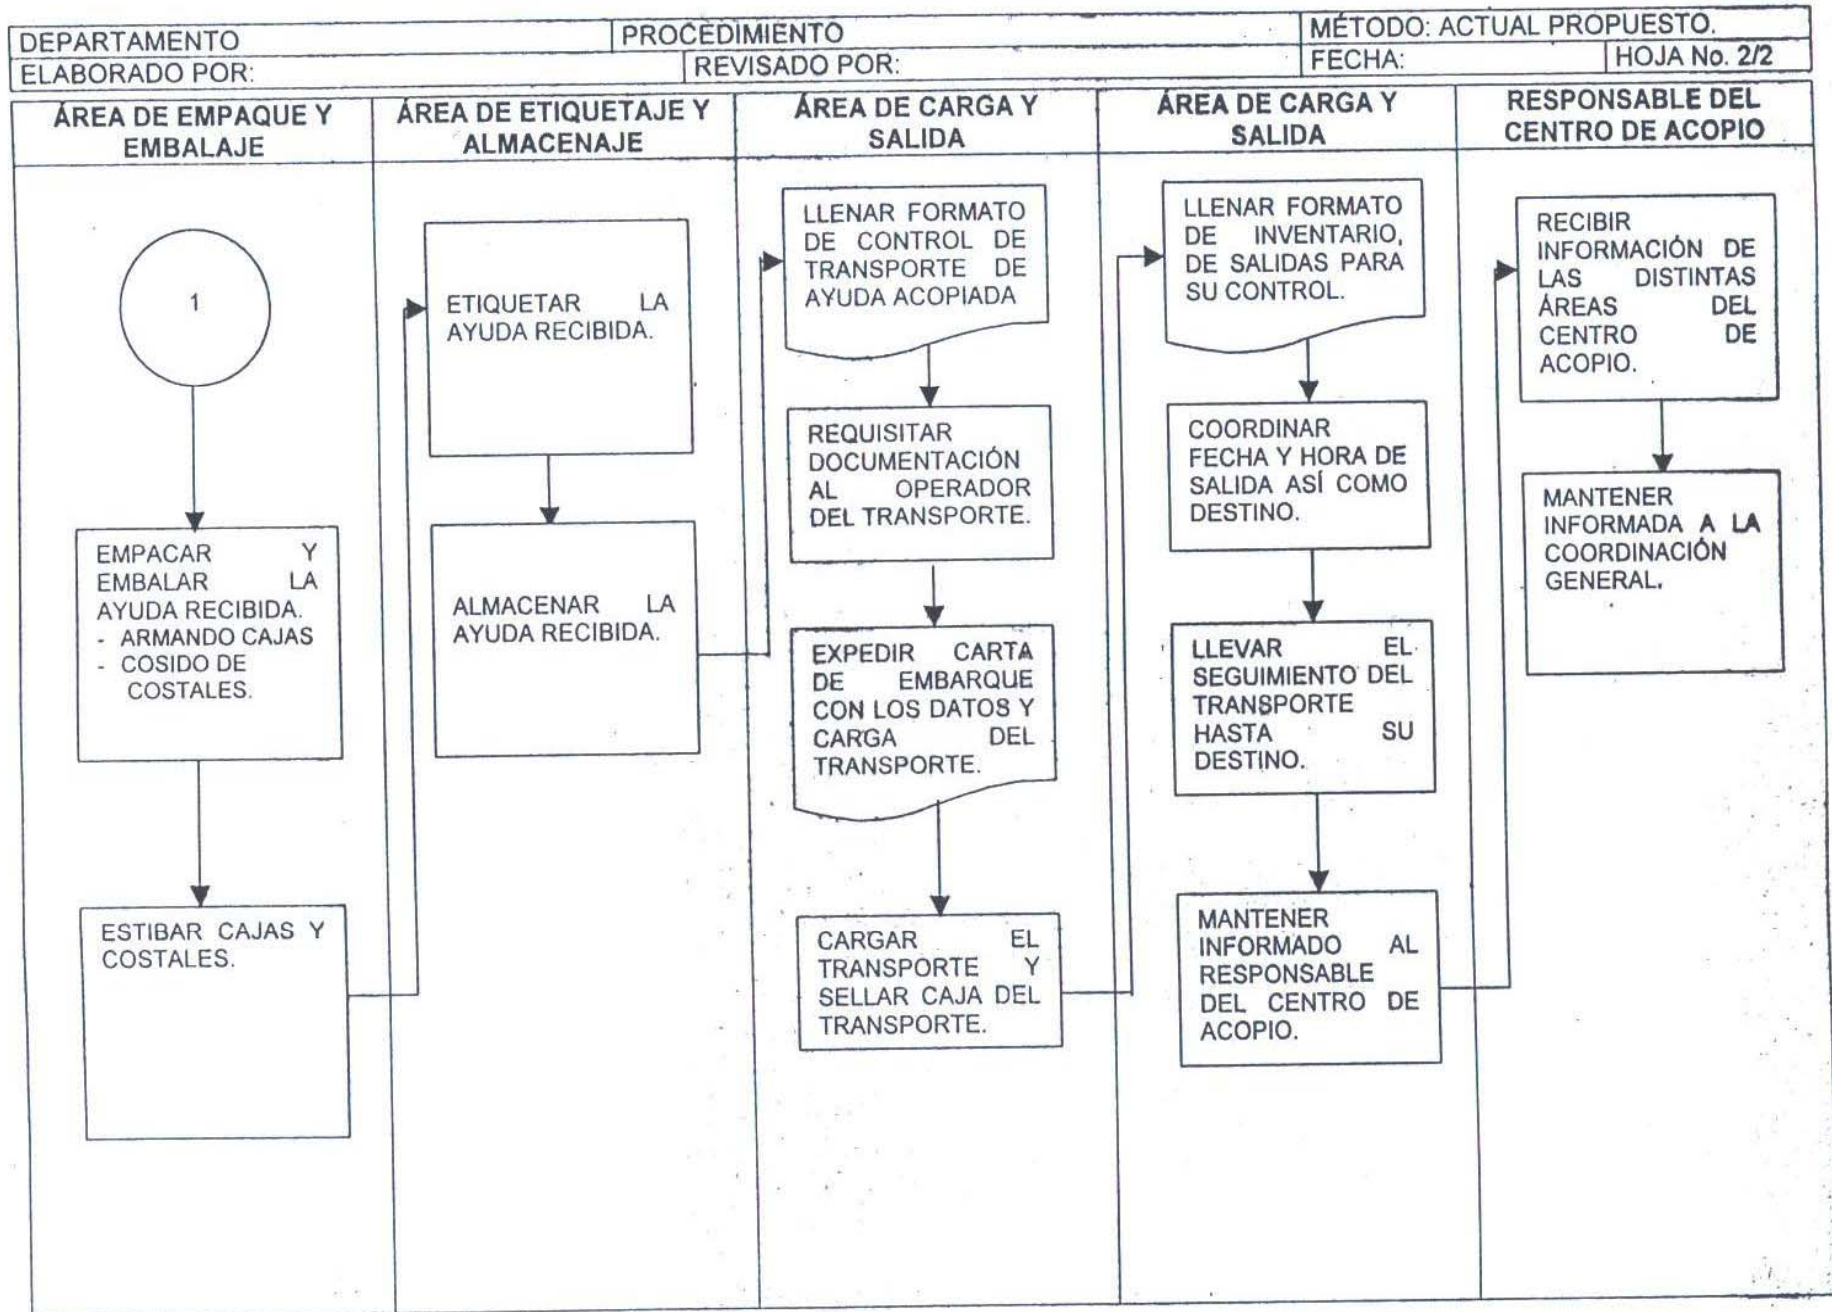 DEPARTAMENTO
PROCEDIMIENTO
MÉTODO: ACTUAL PROPUESTO.
ELABORADO POR:
REVISADO POR:
FECHA:
HOJA No. 2/2
ÁREA DE EMPAQUE Y
EMBALAJE
ÁREA DE ETIQUETAJE Y
ALMACENAJE
ÁREA DE CARGA Y
SALIDA
ÁREA DE CARGA Y
SALIDA
RESPONSABLE DEL
CENTRO DE ACOPIO
1
EMPACAR Y
EMBALAR LA
AYUDA RECIBIDA.
- ARMANDO CAJAS
- COSIDO DE
COSTALES.
ESTIBAR CAJAS Y
COSTALES.
ETIQUETAR LA
AYUDA RECIBIDA.
ALMACENAR LA
AYUDA RECIBIDA.
LLENAR FORMATO
DE CONTROL DE
TRANSPORTE DE
AYUDA ACOPIADA
REQUISITAR
DOCUMENTACIÓN
AL OPERADOR
DEL TRANSPORTE.
EXPEDIR CARTA
DE EMBARQUE
CON LOS DATOS Y
CARGA DEL
TRANSPORTE.
CARGAR EL
TRANSPORTE Y
SELLAR CAJA DEL
TRANSPORTE.
LLENAR FORMATO
DE INVENTARIO,
DE SALIDAS PARA
SU CONTROL.
COORDINAR
FECHA Y HORA DE
SALIDA ASÍ COMO
DESTINO.
LLEVAR EL
SEGUIMIENTO DEL
TRANSPORTE
HASTA SU
DESTINO.
MANTENER
INFORMADO AL
RESPONSABLE
DEL CENTRO DE
ACOPIO.
RECIBIR
INFORMACIÓN DE
LAS DISTINTAS
ÁREAS DEL
CENTRO DE
ACOPIO.
MANTENER
INFORMADA A LA
COORDINACIÓN
GENERAL.